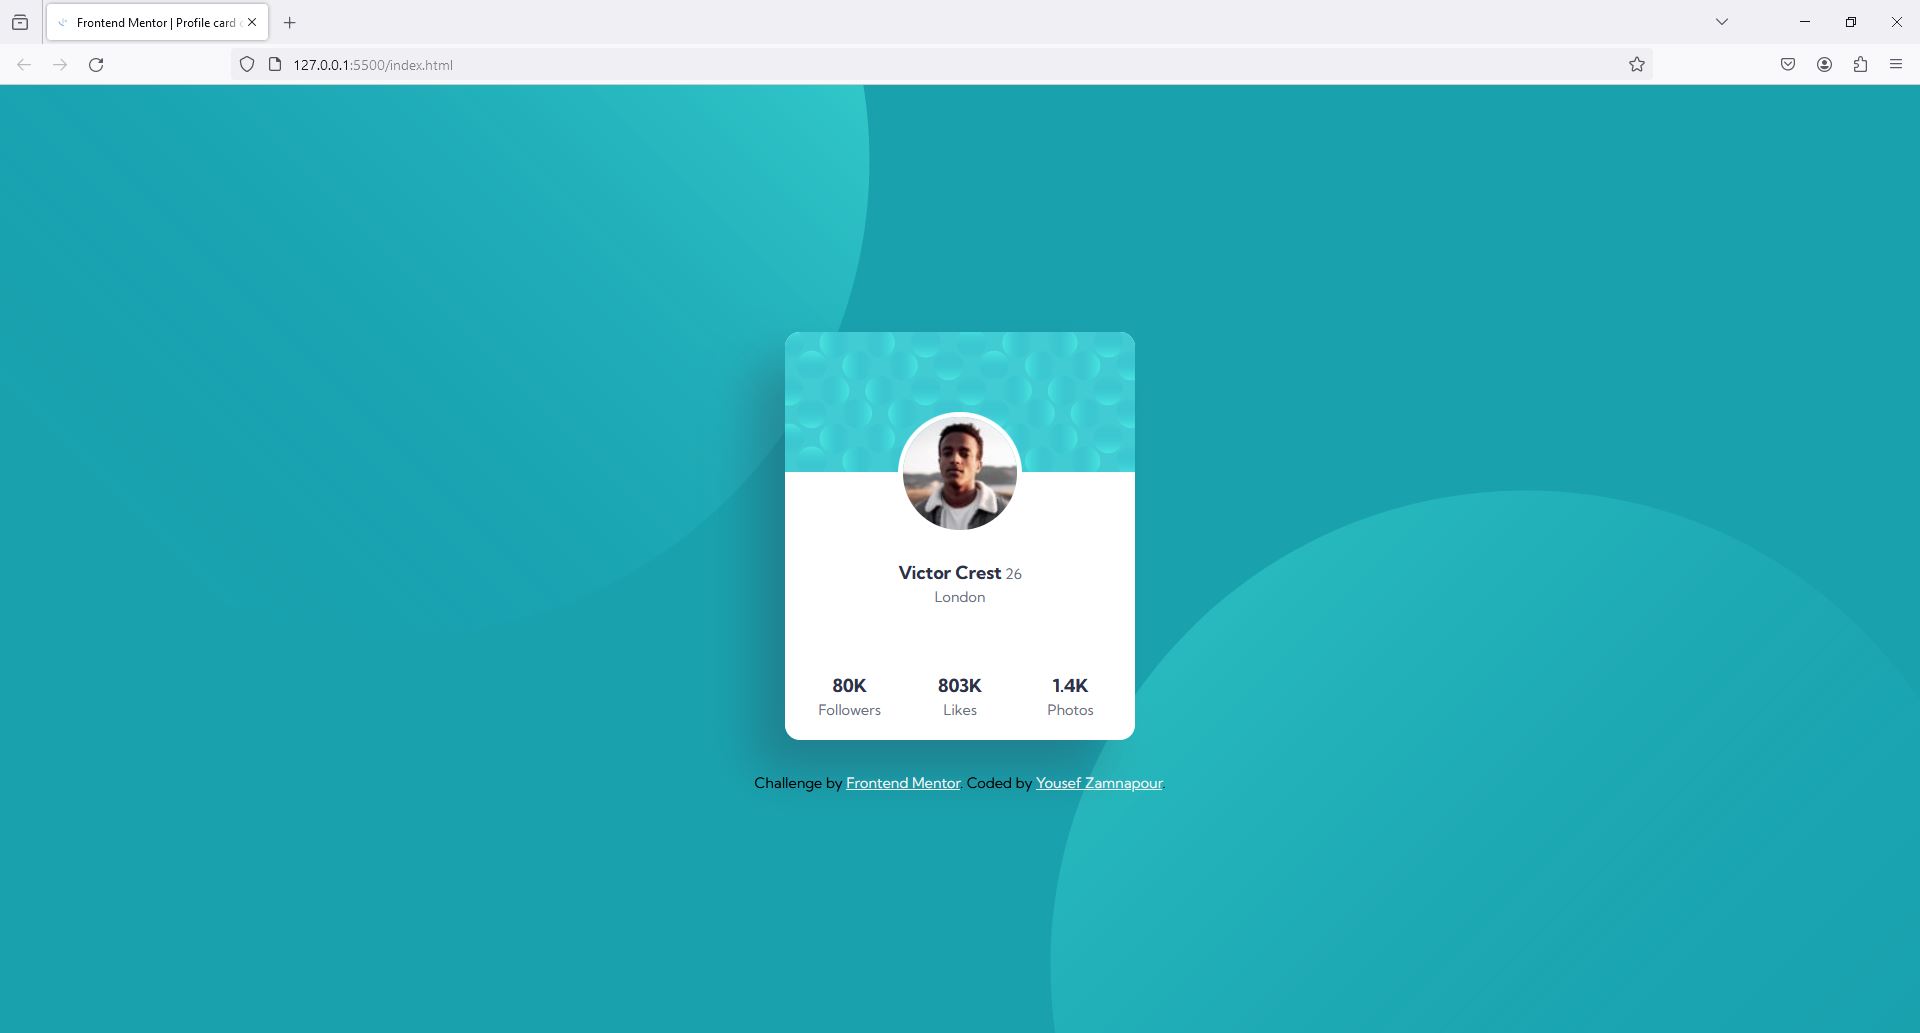 Frontend Mentor | Profile card
127.0.0.1:5500/index.html
Victor Crest 26
London
80K 803K 1.4K
Followers Likes Photos
Challenge by Frontend Mentor. Coded by Yousef Zamnapour.